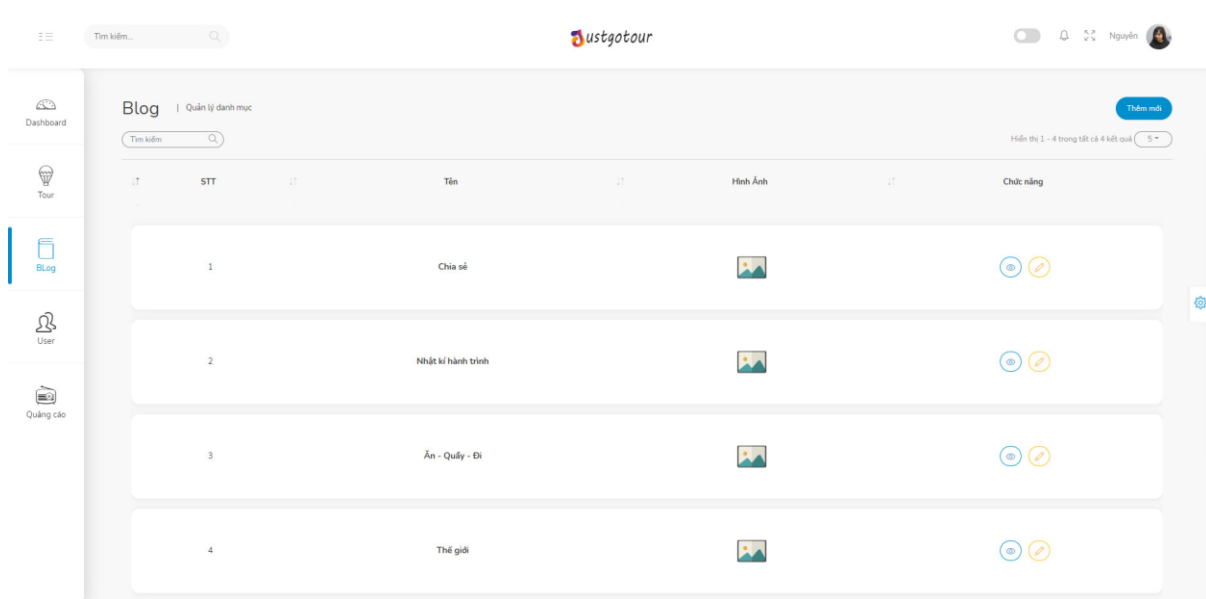 Tìm kiếm...
Justgotour
Nguyên
Dashboard
Tour
BLog
User
Quảng cáo
Blog | Quản lý danh mục
Thêm mới
Tìm kiếm
Hiển thị 1 - 4 trong tất cả 4 kết quả 5
STT Tên Hình Ảnh Chức năng
1 Chia sẻ
2 Nhật kí hành trình
3 Ăn - Quẩy - Đi
4 Thế giới